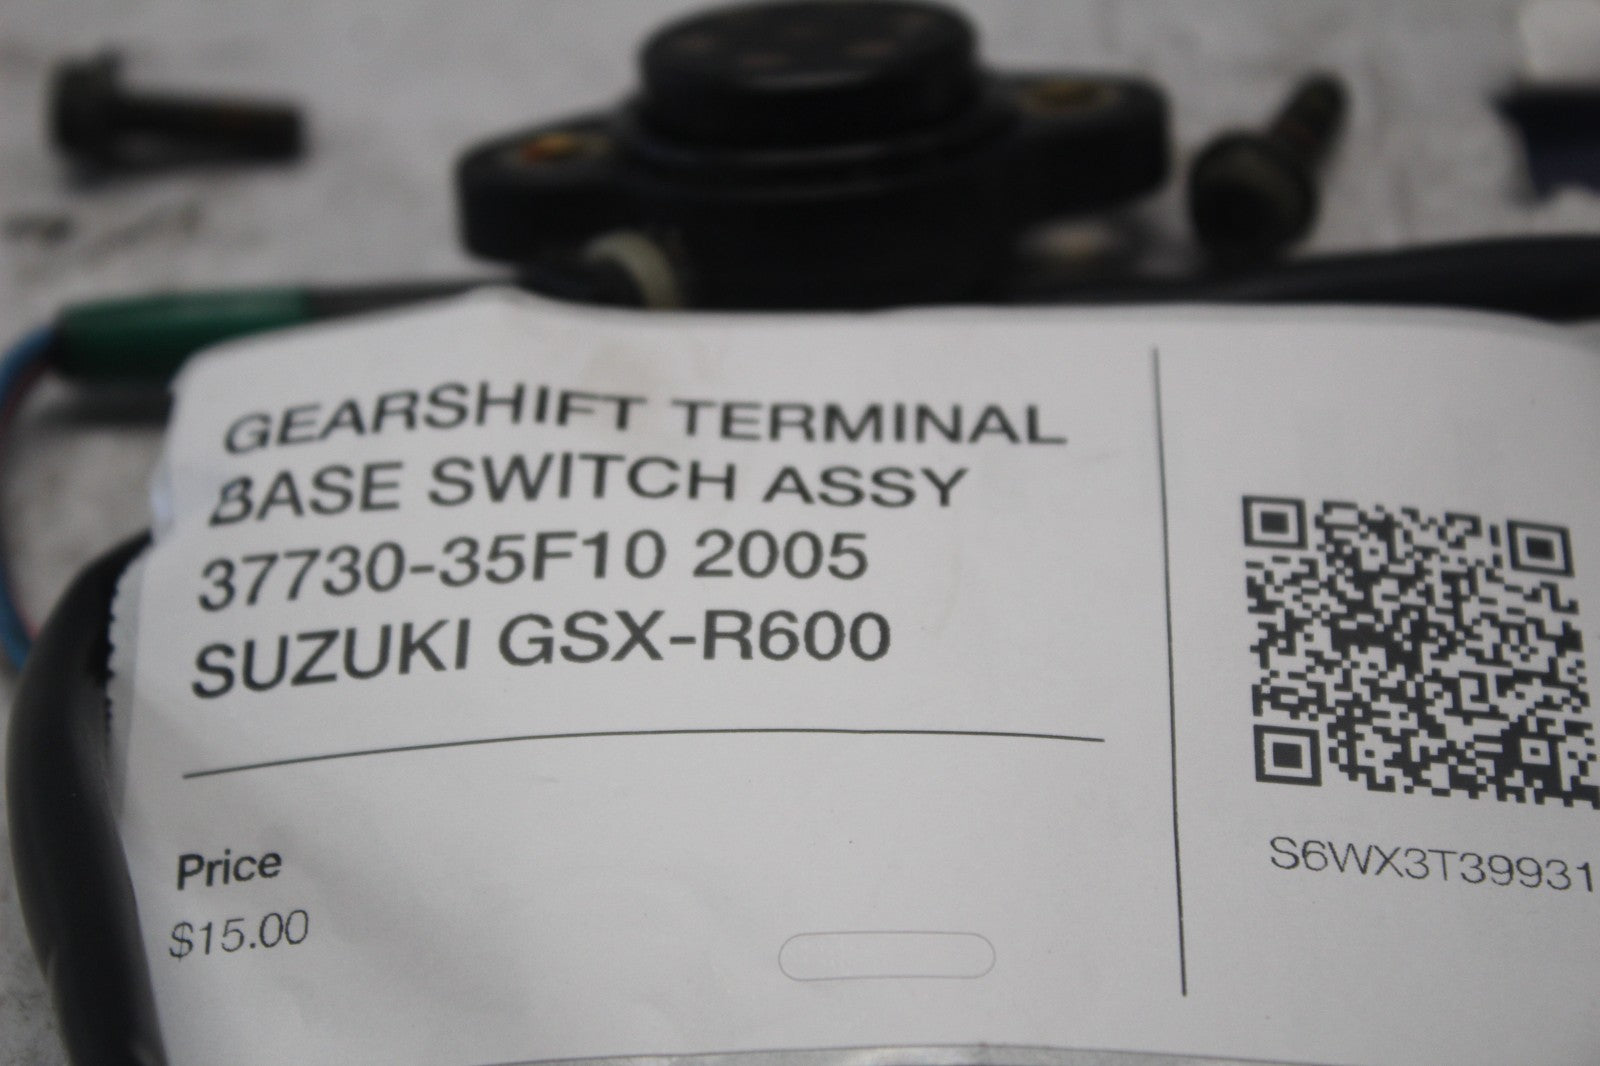 GEARSHIFT TERMINAL
BASE SWITCH ASSY
37730-35F10 2005
SUZUKI GSX-R600
Price
$15.00
S6WX3T39931